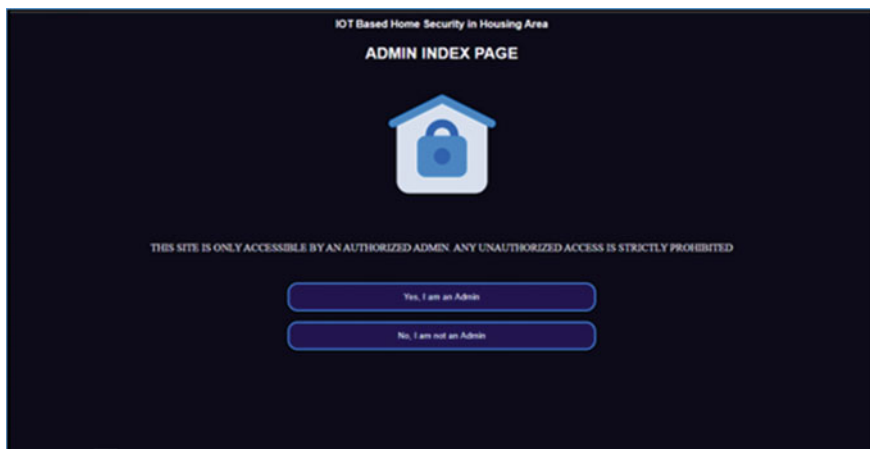 IOT Based Home Security in Housing Area
ADMIN INDEX PAGE
THIS SITE IS ONLY ACCESSIBLE BY AN AUTHORIZED ADMIN. ANY UNAUTHORIZED ACCESS IS STRICTLY PROHIBITED
Yes, I am an Admin
No, I am not an Admin